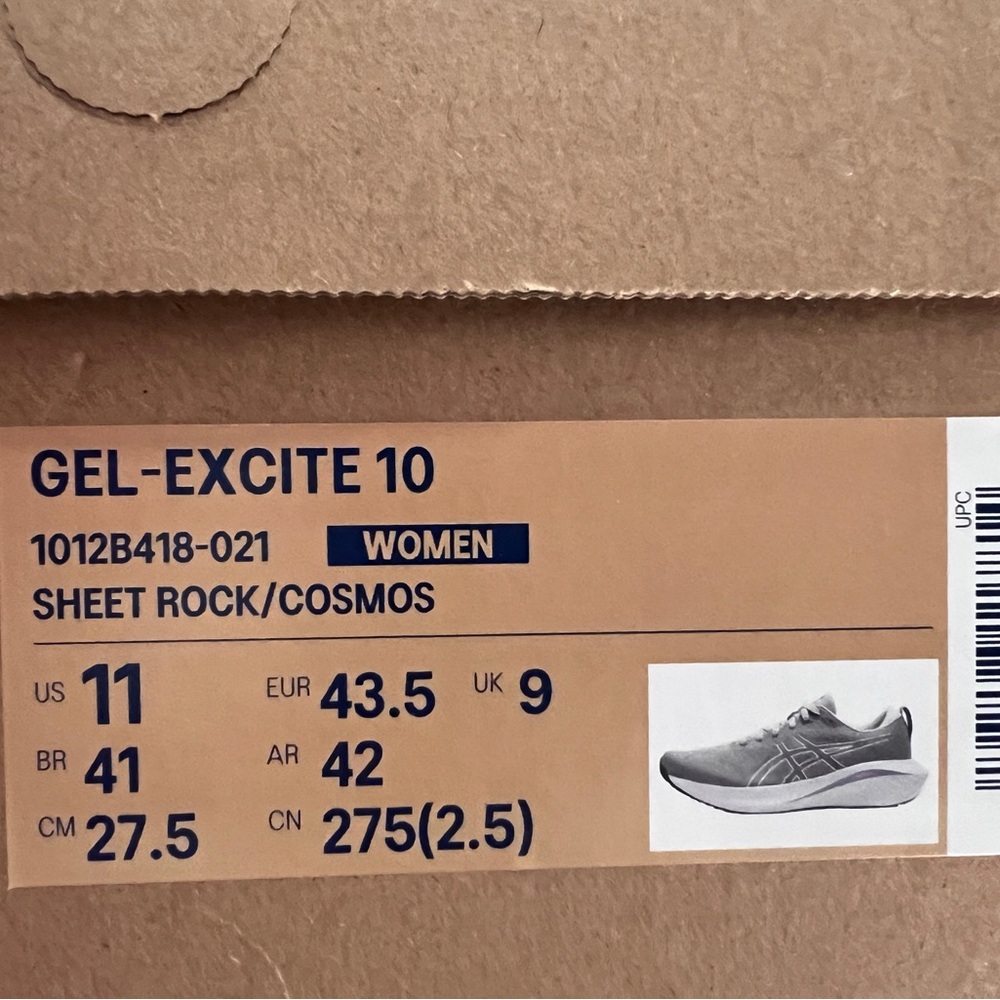 GEL-EXCITE 10
1012B418-021 WOMEN
SHEET ROCK/COSMOS
US 11 EUR 43.5 UK 9
BR 41 AR 42
CM 27.5 CN 275(2.5)
UPC